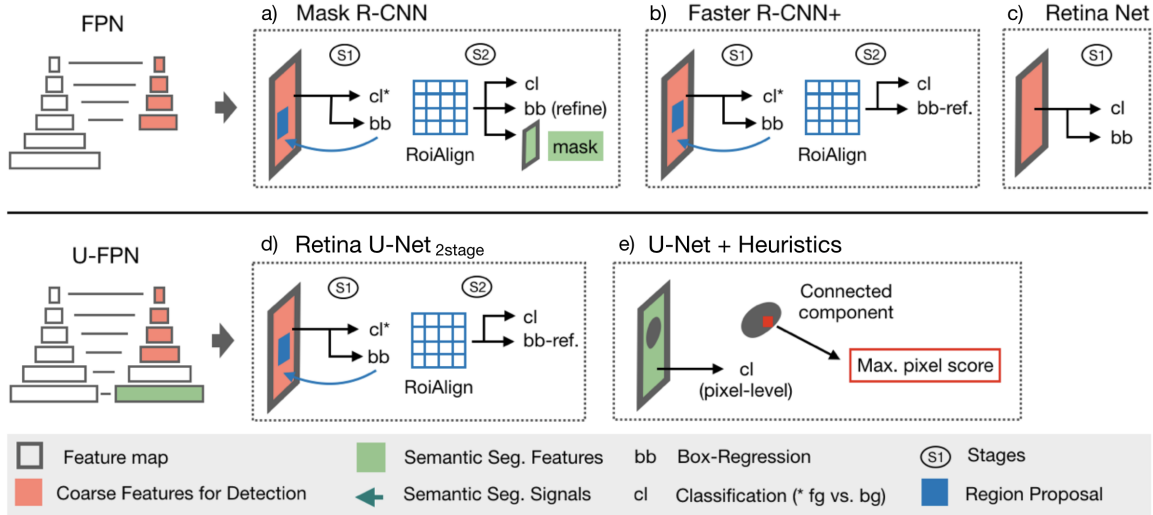 FPN
a) Mask R-CNN
S1
S2
cl*
bb
RoiAlign
cl
bb (refine)
mask
b) Faster R-CNN+
S1
S2
cl*
bb
RoiAlign
cl
bb-ref.
c) Retina Net
S1
cl
bb
U-FPN
d) Retina U-Net 2stage
S1
S2
cl*
bb
RoiAlign
cl
bb-ref.
e) U-Net + Heuristics
cl
(pixel-level)
Connected
component
Max. pixel score
Feature map
Semantic Seg. Features
bb Box-Regression
S1 Stages
Coarse Features for Detection
Semantic Seg. Signals
cl Classification (* fg vs. bg)
Region Proposal